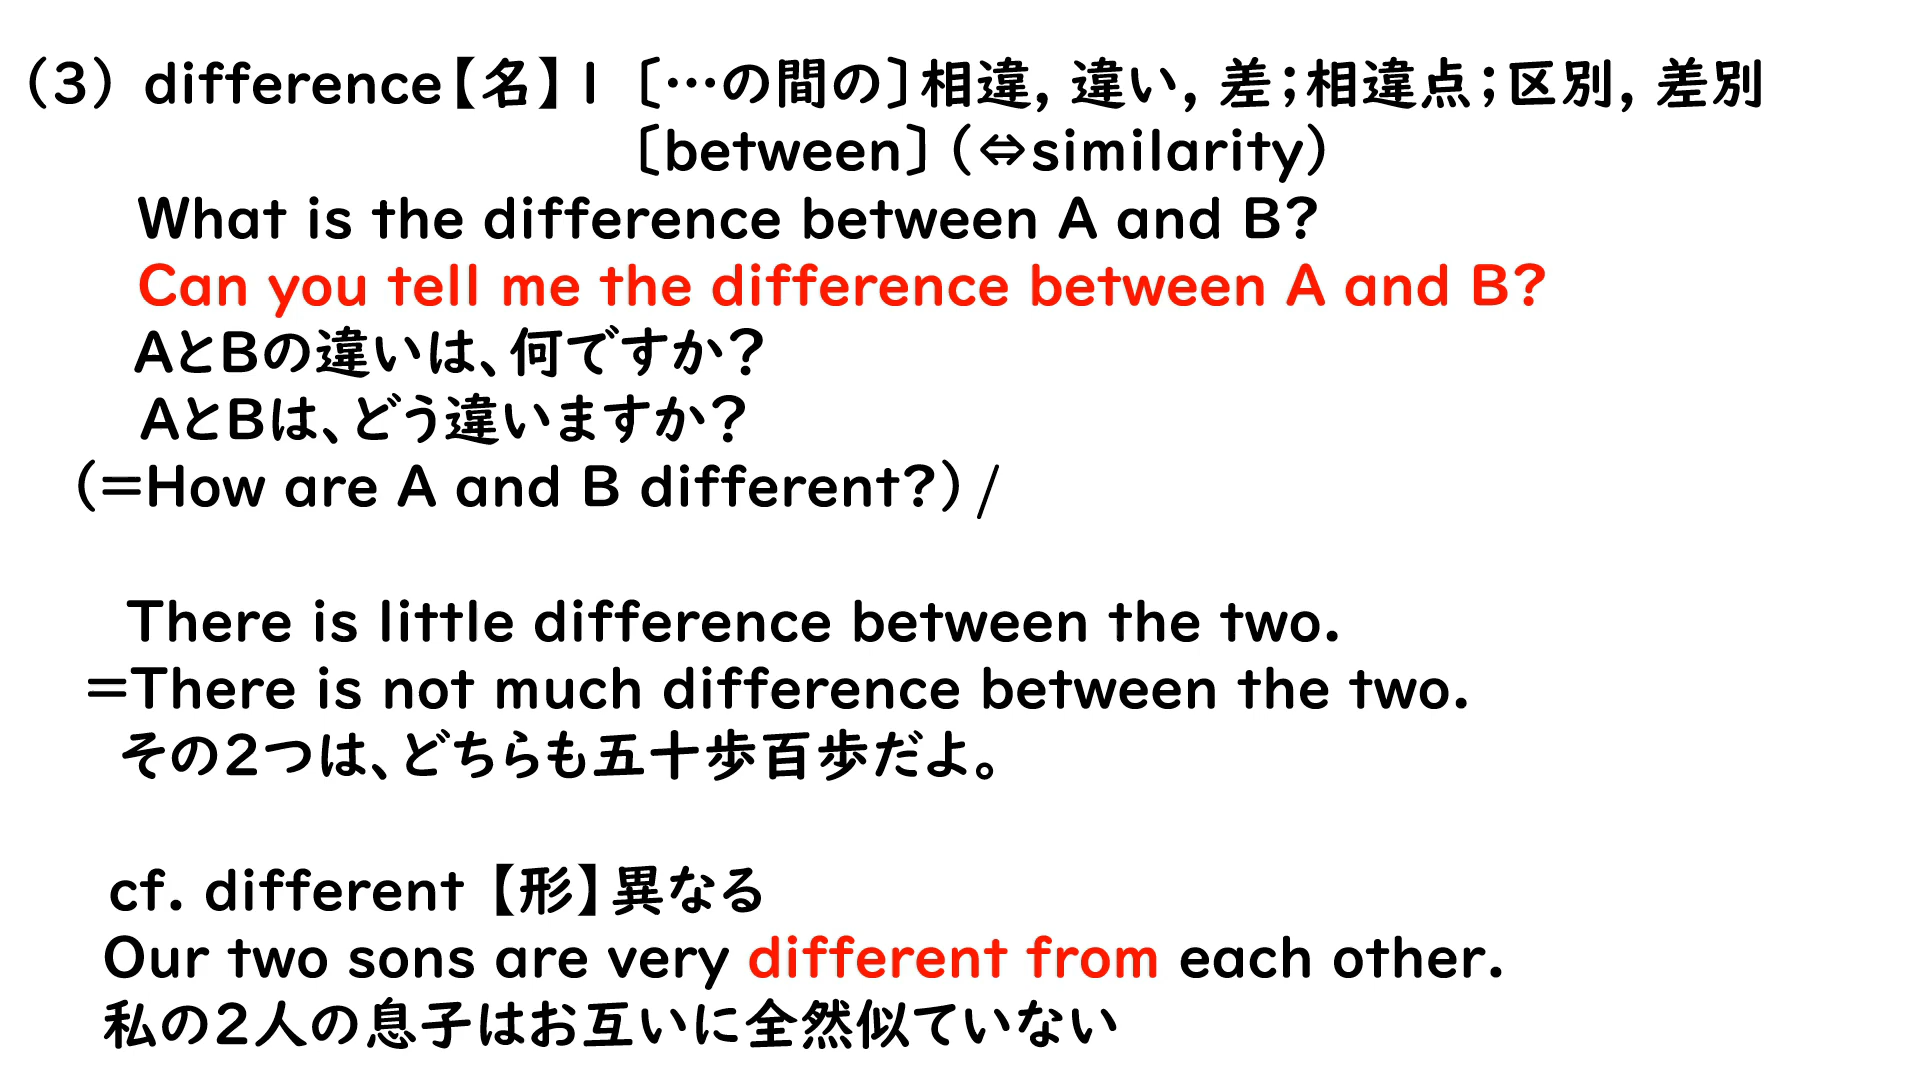 (3) difference【名】1 〔…の間の〕相違, 違い, 差;相違点;区別, 差別
〔between〕(⇔similarity)
What is the difference between A and B?
Can you tell me the difference between A and B?
AとBの違いは、何ですか?
AとBは、どう違いますか?
(=How are A and B different?) /
There is little difference between the two.
=There is not much difference between the two.
その2つは、どちらも五十歩百歩だよ。
cf. different 【形】異なる
Our two sons are very different from each other.
私の2人の息子はお互いに全然似ていない